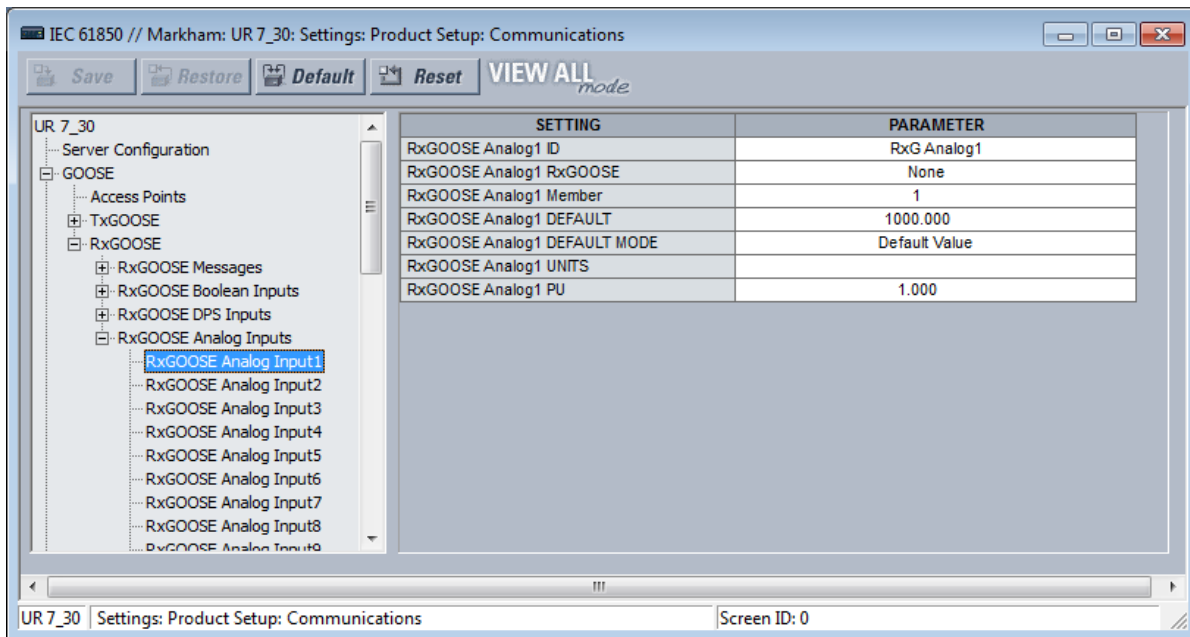 IEC 61850 // Markham: UR 7_30: Settings: Product Setup: Communications
Save Restore Default Reset VIEW ALL mode
UR 7_30
Server Configuration
GOOSE
Access Points
TxGOOSE
RxGOOSE
RxGOOSE Messages
RxGOOSE Boolean Inputs
RxGOOSE DPS Inputs
RxGOOSE Analog Inputs
RxGOOSE Analog Input1
RxGOOSE Analog Input2
RxGOOSE Analog Input3
RxGOOSE Analog Input4
RxGOOSE Analog Input5
RxGOOSE Analog Input6
RxGOOSE Analog Input7
RxGOOSE Analog Input8
RxGOOSE Analog Input9
SETTING PARAMETER
RxGOOSE Analog1 ID RxG Analog1
RxGOOSE Analog1 RxGOOSE None
RxGOOSE Analog1 Member 1
RxGOOSE Analog1 DEFAULT 1000.000
RxGOOSE Analog1 DEFAULT MODE Default Value
RxGOOSE Analog1 UNITS
RxGOOSE Analog1 PU 1.000
UR 7_30 Settings: Product Setup: Communications Screen ID: 0